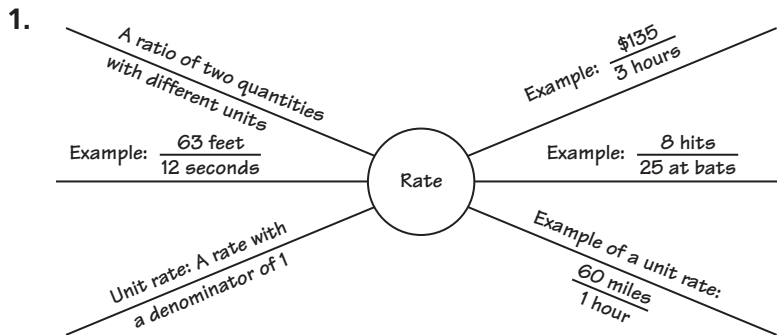 1.
A ratio of two quantities
with different units
Example: 63 feet
12 seconds
Unit rate: A rate with
a denominator of 1
Rate
Example: $135
3 hours
Example: 8 hits
25 at bats
Example of a unit rate:
60 miles
1 hour